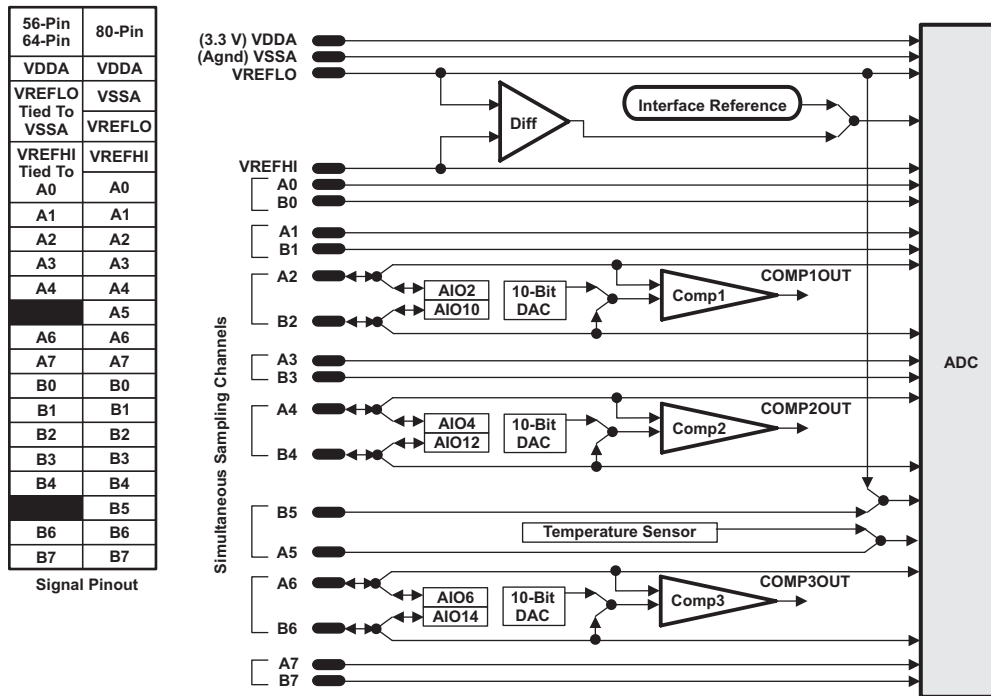 56-Pin
64-Pin
80-Pin
VDDA
VDDA
VREFLO
Tied To
VSSA
VSSA
VREFLO
VREFHI
Tied To
A0
VREFHI
A0
A1
A1
A2
A2
A3
A3
A4
A4
A5
A6
A6
A7
A7
B0
B0
B1
B1
B2
B2
B3
B3
B4
B4
B5
B6
B6
B7
B7
Signal Pinout
(3.3 V) VDDA
(Agnd) VSSA
VREFLO
Interface Reference
Diff
VREFHI
A0
B0
A1
B1
A2
AIO2
AIO10
10-Bit
DAC
Comp1
COMP1OUT
B2
Simultaneous Sampling Channels
A3
B3
ADC
A4
AIO4
AIO12
10-Bit
DAC
Comp2
COMP2OUT
B4
B5
Temperature Sensor
A5
A6
AIO6
AIO14
10-Bit
DAC
Comp3
COMP3OUT
B6
A7
B7